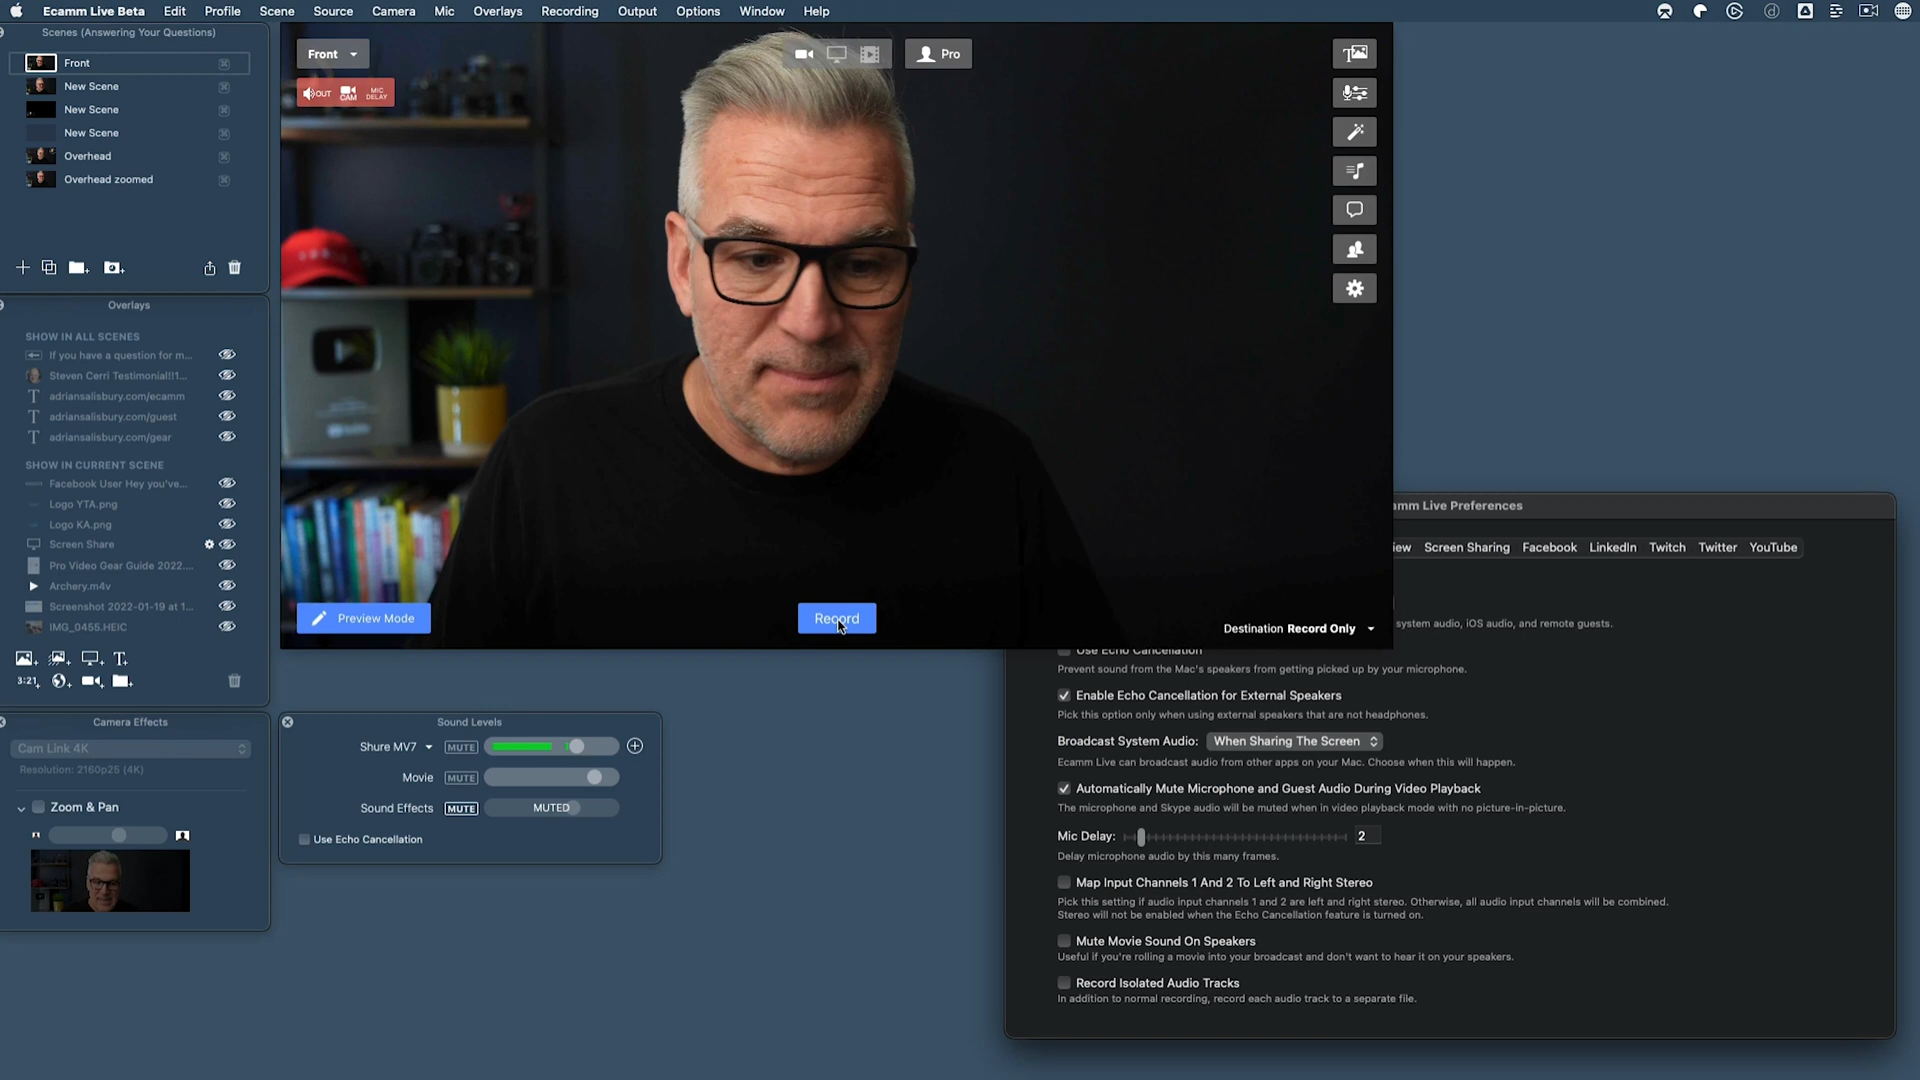 Ecamm Live Beta Edit Profile Scene Source Camera Mic Overlays Recording Output Options Window Help
Scenes (Answering Your Questions)
Front
New Scene
New Scene
New Scene
Overhead
Overhead zoomed
Overlays
SHOW IN ALL SCENES
If you have a question for m...
Steven Cerri Testimonial!!1...
adriansalisbury.com/ecamm
adriansalisbury.com/guest
adriansalisbury.com/gear
SHOW IN CURRENT SCENE
Facebook User Hey you've...
Logo YTA.png
Logo KA.png
Screen Share
Pro Video Gear Guide 2022....
Archery.m4v
Screenshot 2022-01-19 at 1...
IMG_0455.HEIC
3:21
Camera Effects
Cam Link 4K
Resolution: 2160p25 (4K)
Zoom & Pan
Front
OUT CAM MIC DELAY
Pro
Preview Mode
Record
Destination Record Only
Sound Levels
Shure MV7 MUTE
Movie MUTE
Sound Effects MUTE MUTED
Use Echo Cancellation
amm Live Preferences
iew Screen Sharing Facebook LinkedIn Twitch Twitter YouTube
system audio, iOS audio, and remote guests.
Use Echo Cancellation
Prevent sound from the Mac's speakers from getting picked up by your microphone.
Enable Echo Cancellation for External Speakers
Pick this option only when using external speakers that are not headphones.
Broadcast System Audio: When Sharing The Screen
Ecamm Live can broadcast audio from other apps on your Mac. Choose when this will happen.
Automatically Mute Microphone and Guest Audio During Video Playback
The microphone and Skype audio will be muted when in video playback mode with no picture-in-picture.
Mic Delay: 2
Delay microphone audio by this many frames.
Map Input Channels 1 And 2 To Left and Right Stereo
Pick this setting if audio input channels 1 and 2 are left and right stereo. Otherwise, all audio input channels will be combined.
Stereo will not be enabled when the Echo Cancellation feature is turned on.
Mute Movie Sound On Speakers
Useful if you're rolling a movie into your broadcast and don't want to hear it on your speakers.
Record Isolated Audio Tracks
In addition to normal recording, record each audio track to a separate file.